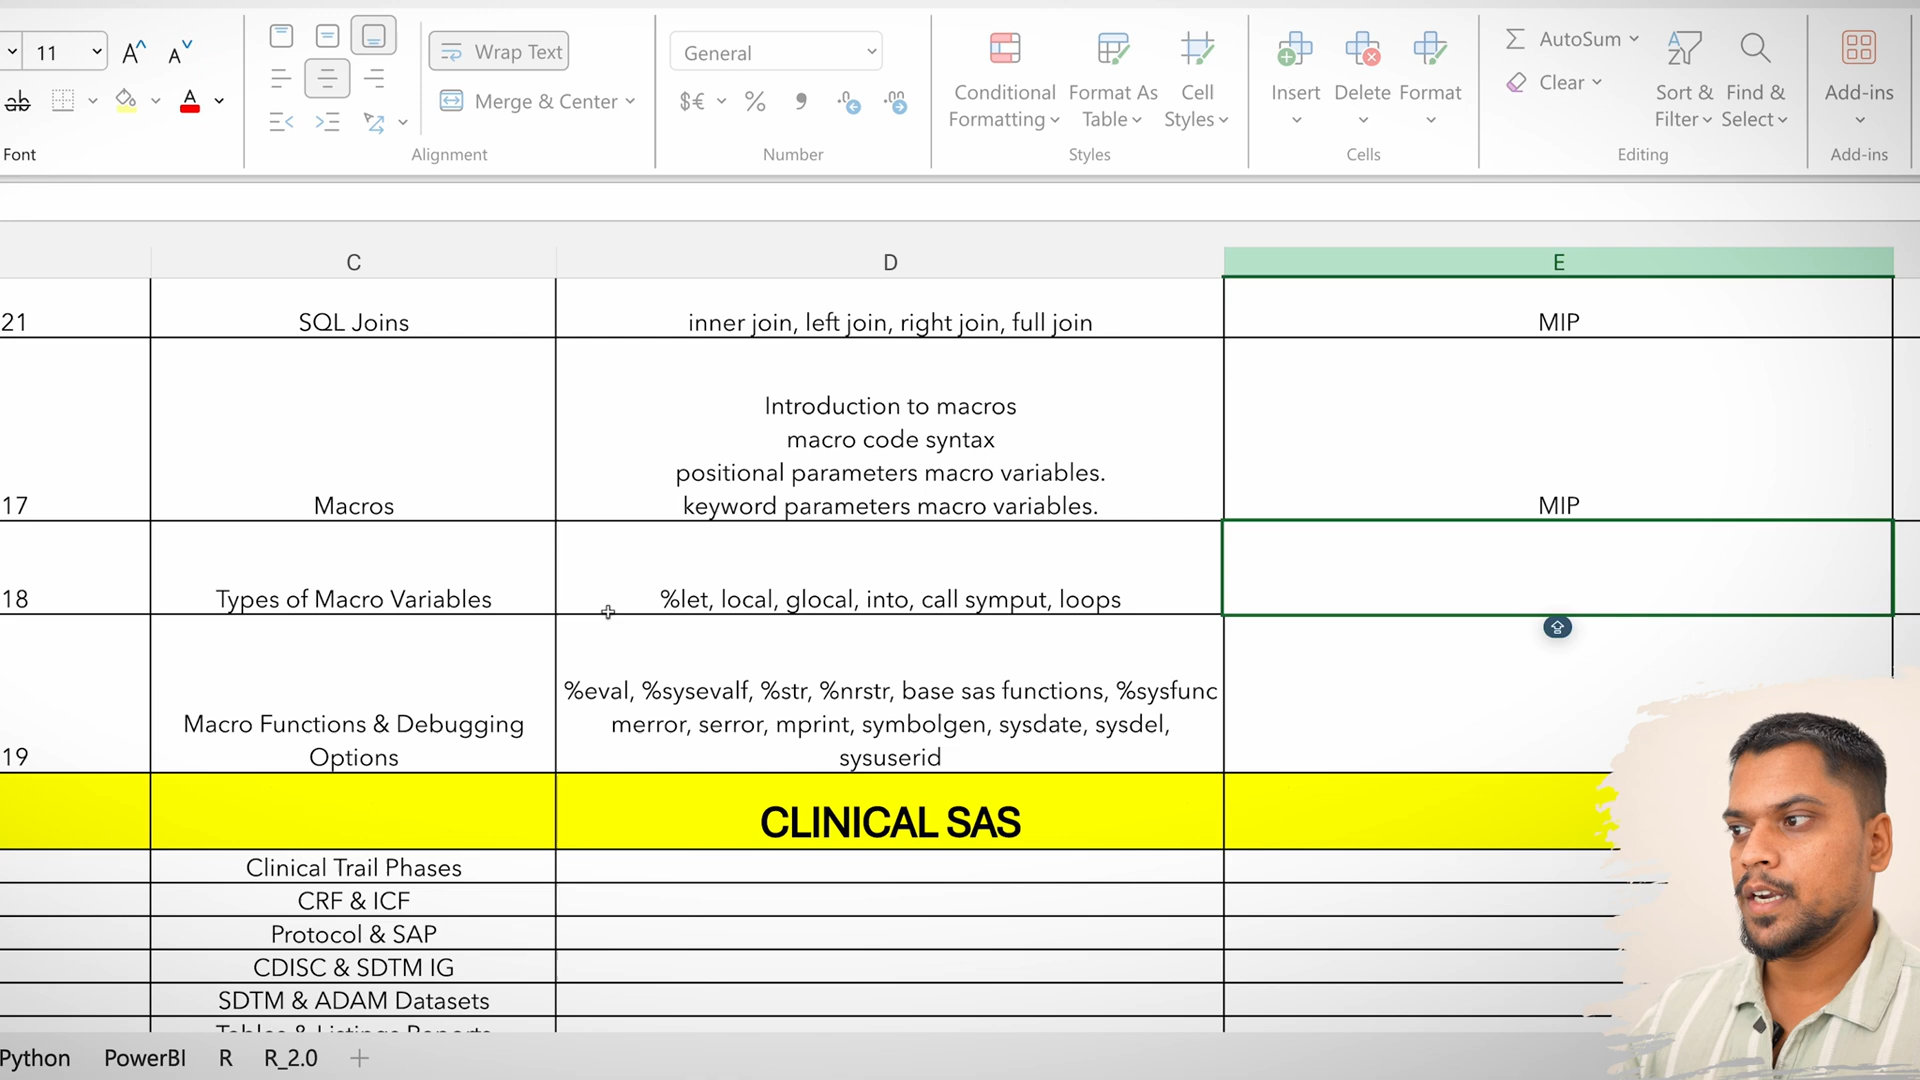 11
A^
A˅
ab
A
Font
Wrap Text
Merge & Center
Alignment
General
$€
%
Number
Conditional
Formatting
Format As
Table
Cell
Styles
Styles
Insert
Delete
Format
Cells
AutoSum
Clear
Sort &
Filter
Find &
Select
Editing
Add-ins
Add-ins
C D E
21 SQL Joins inner join, left join, right join, full join MIP
Introduction to macros
macro code syntax
positional parameters macro variables.
17 Macros keyword parameters macro variables. MIP
18 Types of Macro Variables %let, local, glocal, into, call symput, loops
%eval, %sysevalf, %str, %nrstr, base sas functions, %sysfunc
Macro Functions & Debugging merror, serror, mprint, symbolgen, sysdate, sysdel,
19 Options sysuserid
CLINICAL SAS
Clinical Trail Phases
CRF & ICF
Protocol & SAP
CDISC & SDTM IG
SDTM & ADAM Datasets
Tables & Listings Reports
Python PowerBI R R_2.0